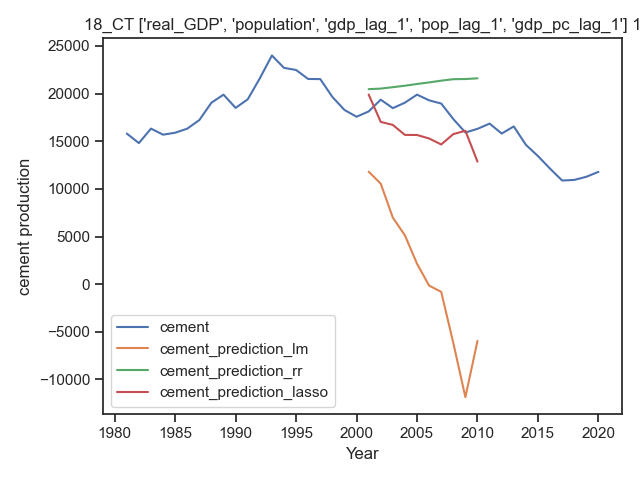 18_CT ['real_GDP', 'population', 'gdp_lag_1', 'pop_lag_1', 'gdp_pc_lag_1'] 1
25000
20000
15000
10000
5000
0
−5000
−10000
cement production
cement
cement_prediction_lm
cement_prediction_rr
cement_prediction_lasso
1980 1985 1990 1995 2000 2005 2010 2015 2020
Year